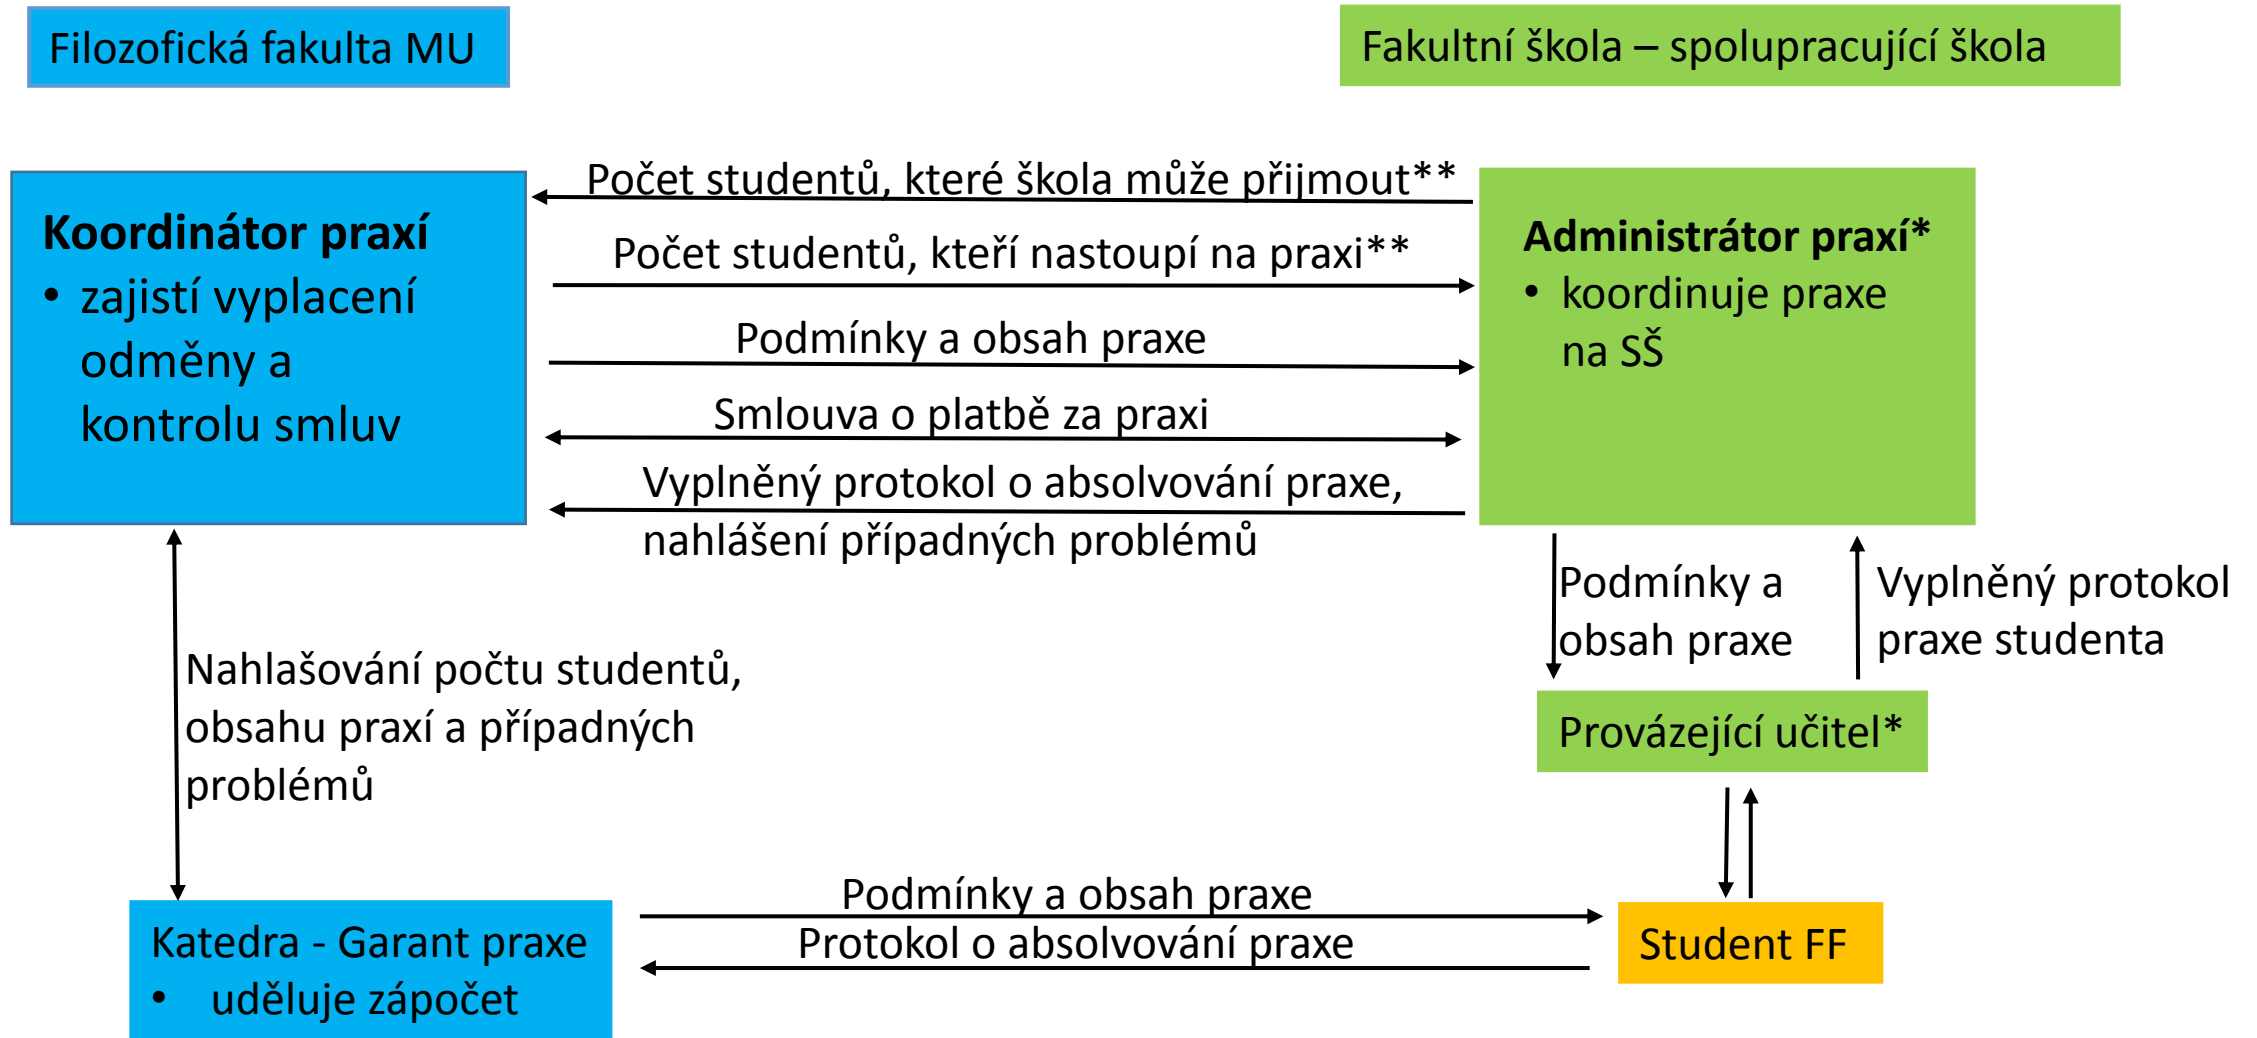 Filozofická fakulta MU
Fakultní škola – spolupracující škola
Počet studentů, které škola může přijmout**
Koordinátor praxí
• zajistí vyplacení
odměny a
kontrolu smluv
Počet studentů, kteří nastoupí na praxi**
Administrátor praxí*
• koordinuje praxe
na SŠ
Podmínky a obsah praxe
Smlouva o platbě za praxi
Vyplněný protokol o absolvování praxe,
nahlášení případných problémů
Podmínky a
obsah praxe
Vyplněný protokol
praxe studenta
Nahlašování počtu studentů,
obsahu praxí a případných
problémů
Provázející učitel*
Podmínky a obsah praxe
Protokol o absolvování praxe
Katedra - Garant praxe
• uděluje zápočet
Student FF